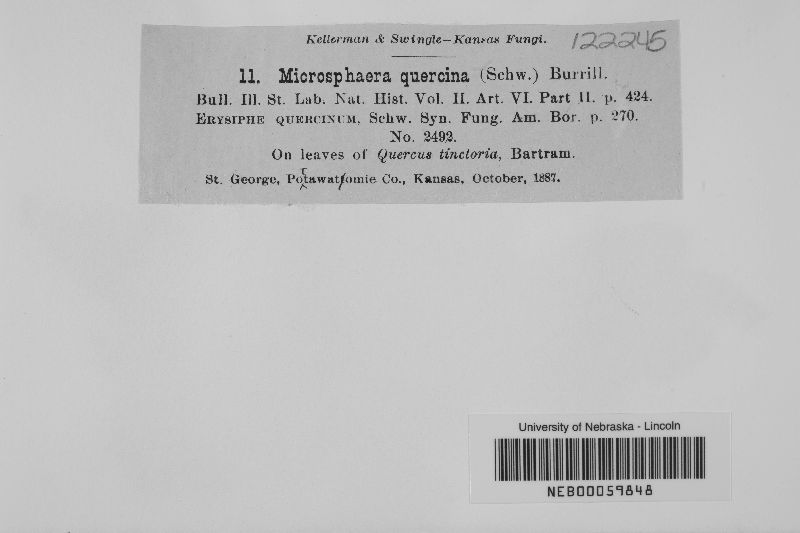 Kellerman & Swingle—Kansas Fungi.
122245
11. Microsphaera quercina (Schw.) Burrill.
Bull. Ill. St. Lab. Nat. Hist. Vol. II. Art. VI. Part II. p. 424.
ERYSIPHE QUERCINUM, Schw. Syn. Fung. Am. Bor. p. 270.
No. 2492.
On leaves of Quercus tinctoria, Bartram.
St. George, Pottawatomie Co., Kansas, October, 1887.
University of Nebraska - Lincoln
NEB00059848